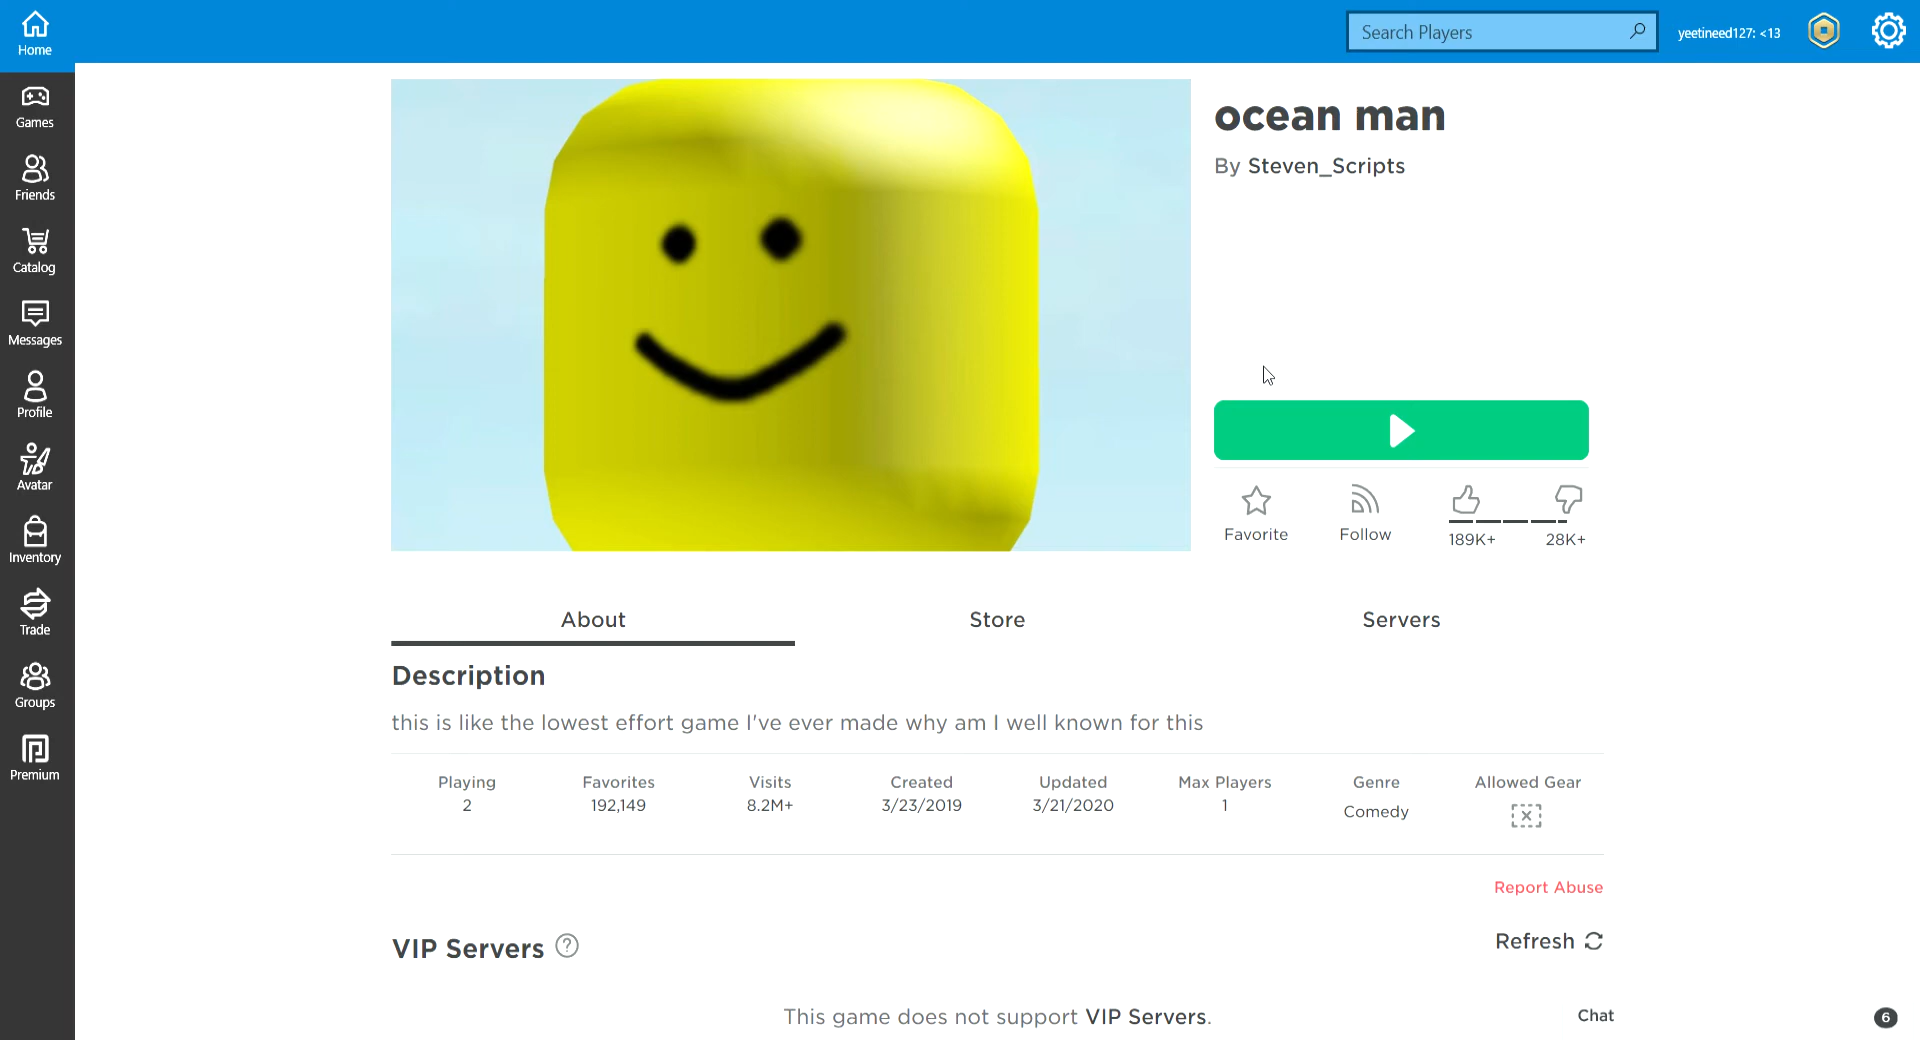 Home
Search Players
yeetineed127: <13
Games
Friends
Catalog
Messages
Profile
Avatar
Inventory
Trade
Groups
Premium
ocean man
By Steven_Scripts
Favorite
Follow
189K+
28K+
About
Store
Servers
Description
this is like the lowest effort game I've ever made why am I well known for this
Playing
2
Favorites
192,149
Visits
8.2M+
Created
3/23/2019
Updated
3/21/2020
Max Players
1
Genre
Comedy
Allowed Gear
Report Abuse
VIP Servers ?
Refresh
This game does not support VIP Servers.
Chat
6